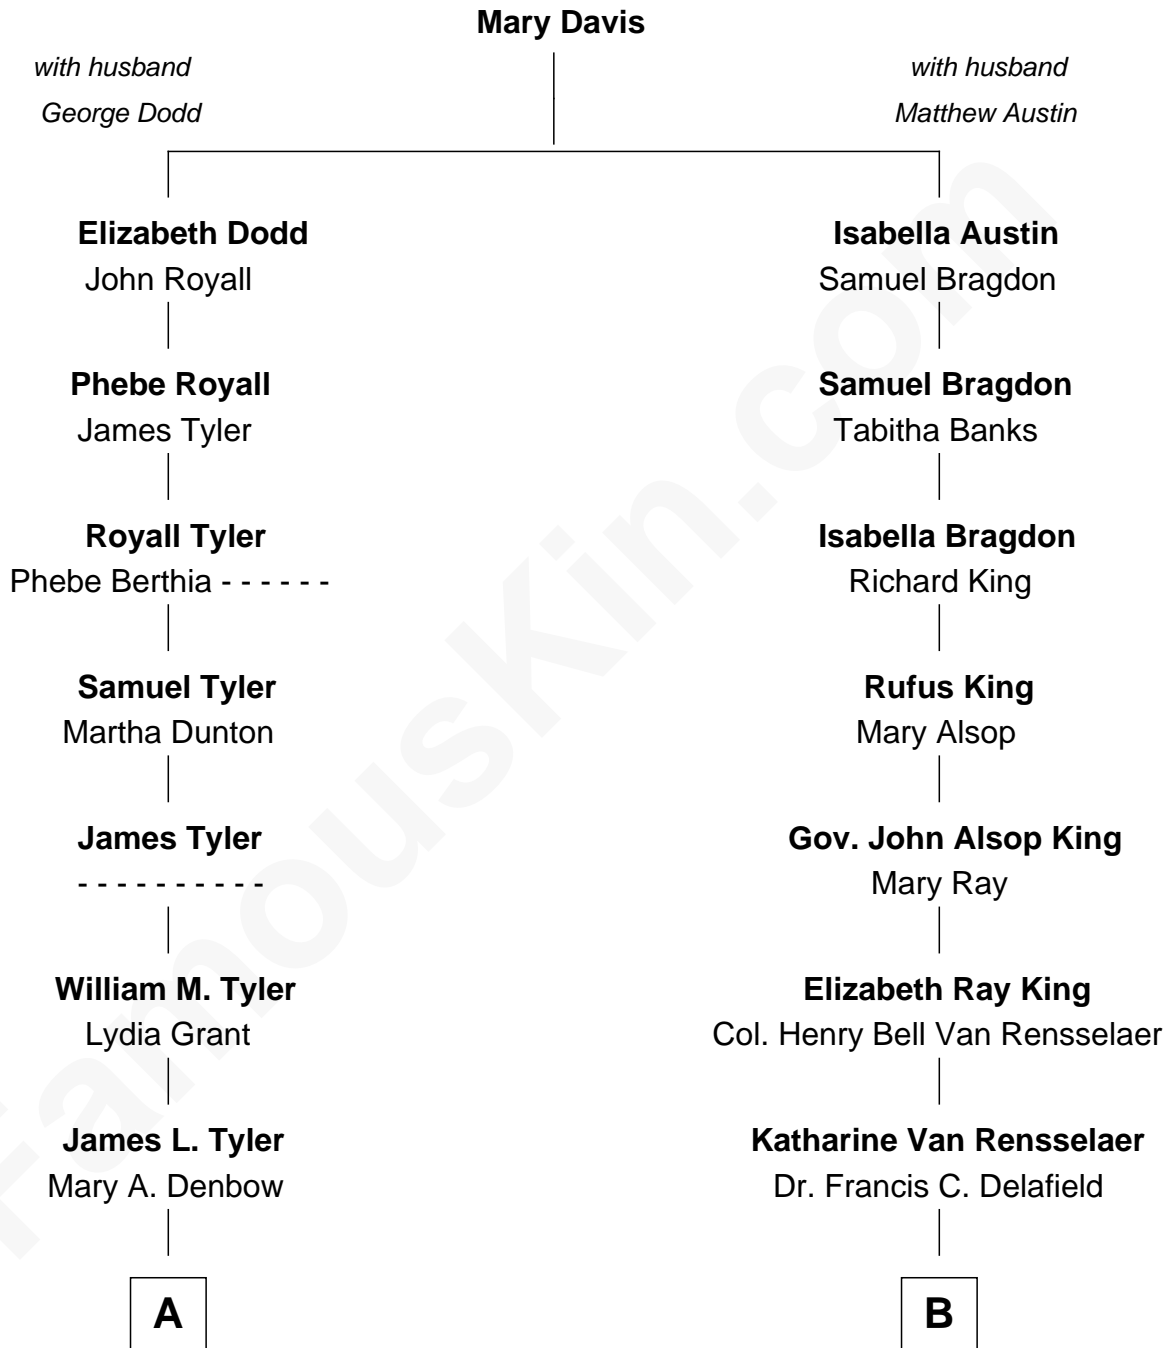 Mary Davis
with husband
George Dodd
with husband
Matthew Austin
Elizabeth Dodd
John Royall
Isabella Austin
Samuel Bragdon
Phebe Royall
James Tyler
Samuel Bragdon
Tabitha Banks
Royall Tyler
Phebe Berthia - - - - - -
Isabella Bragdon
Richard King
Samuel Tyler
Martha Dunton
Rufus King
Mary Alsop
James Tyler
- - - - - - - - - -
Gov. John Alsop King
Mary Ray
William M. Tyler
Lydia Grant
Elizabeth Ray King
Col. Henry Bell Van Rensselaer
James L. Tyler
Mary A. Denbow
Katharine Van Rensselaer
Dr. Francis C. Delafield
A
B
FamousKin.com